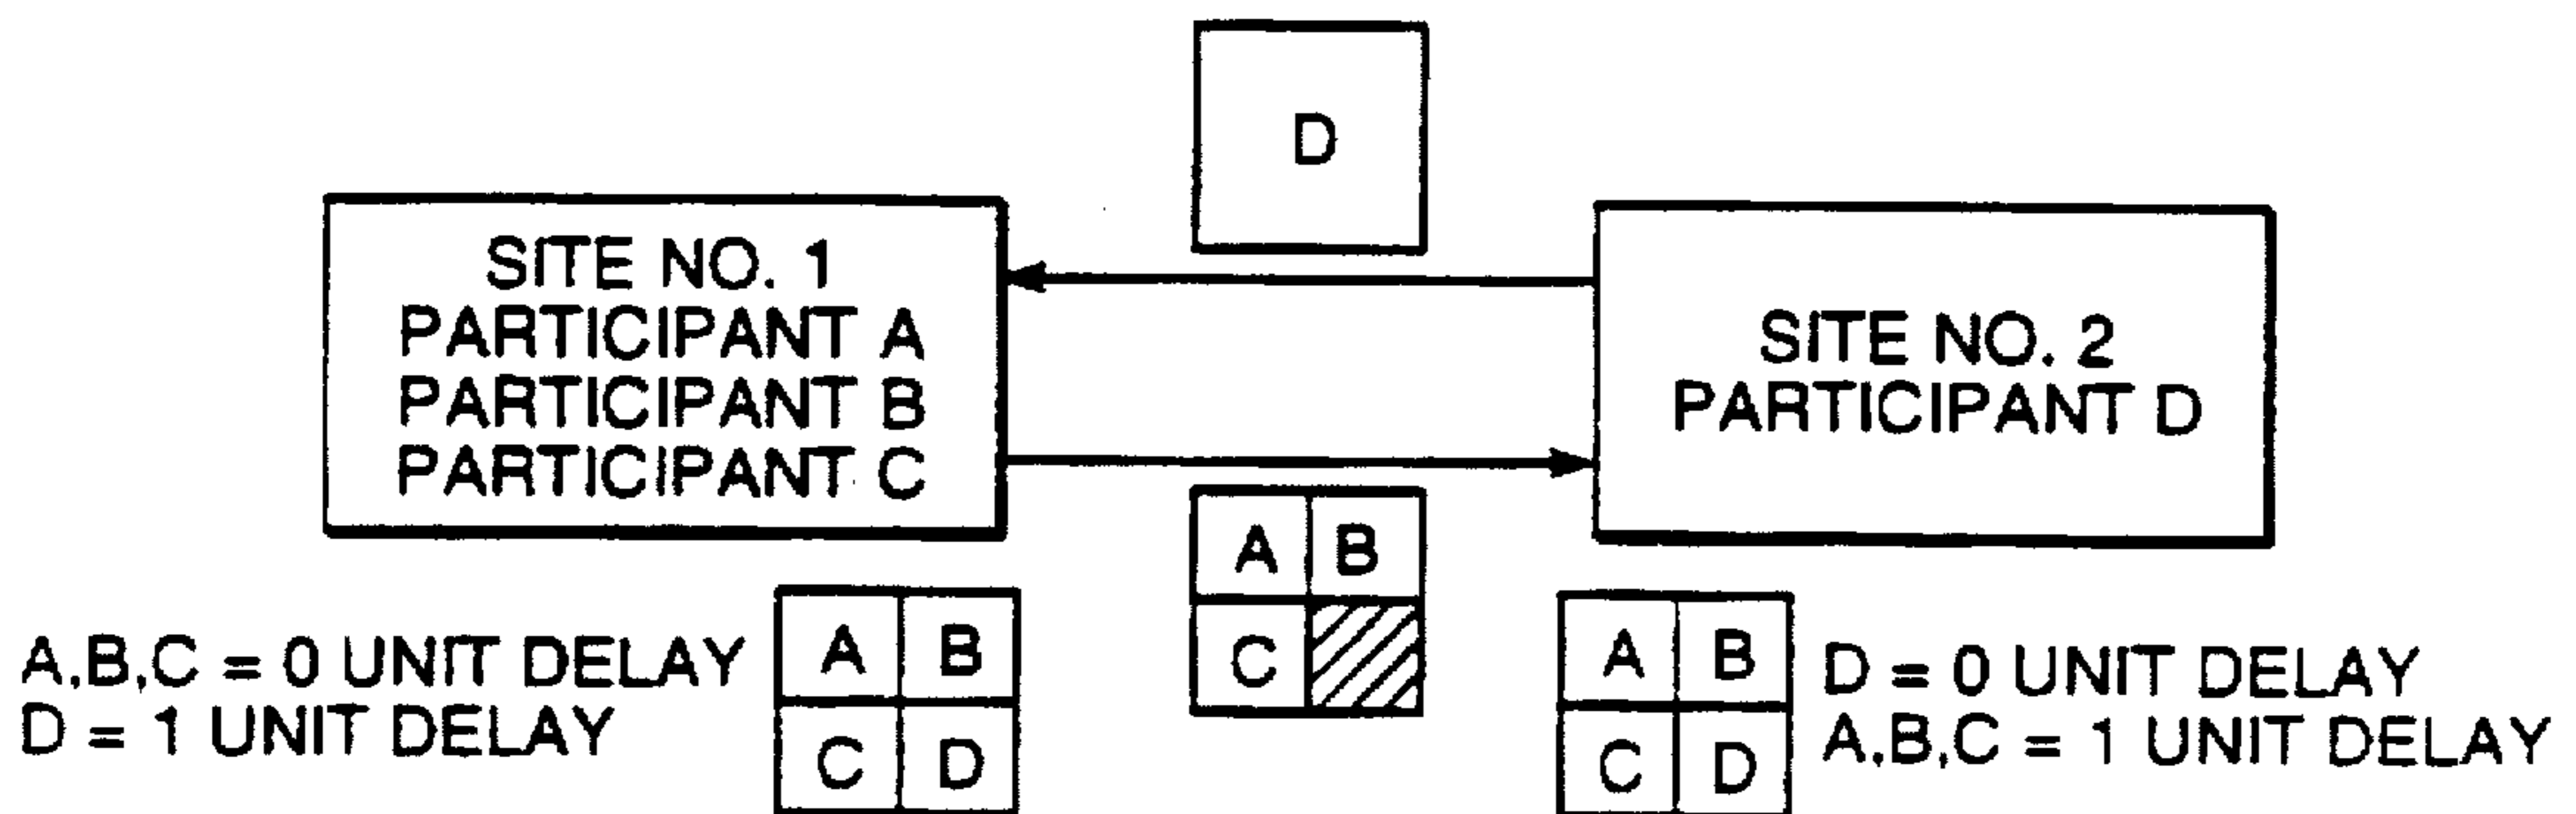 D
SITE NO. 1
PARTICIPANT A
PARTICIPANT B
PARTICIPANT C
SITE NO. 2
PARTICIPANT D
A B
C
A,B,C = 0 UNIT DELAY
D = 1 UNIT DELAY
A B
C D
A B
C D
D = 0 UNIT DELAY
A,B,C = 1 UNIT DELAY